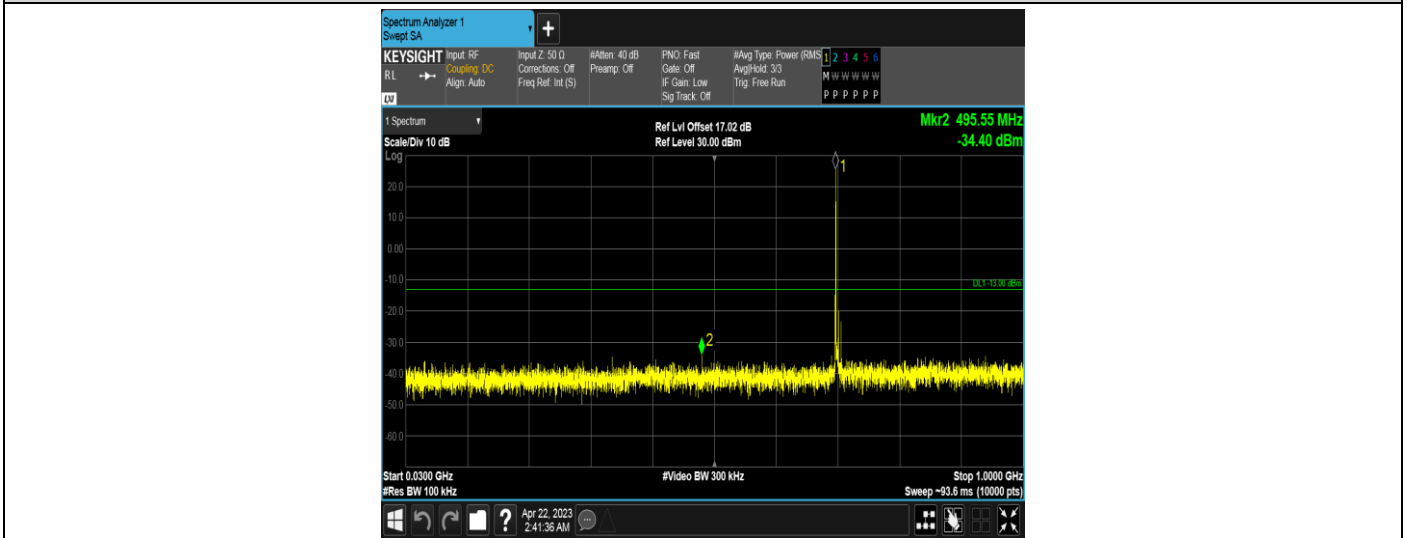 Spectrum Analyzer 1
Swept SA
+
KEYSIGHT Input: RF Input Z: 50 Ω #Atten: 40 dB PNO: Fast #Avg Type: Power (RMS 1 2 3 4 5 6
RL Coupling: DC Corrections: Off Preamp: Off Gate: Off Avg|Hold: 3/3 M W W W W W
Align: Auto Freq Ref: Int (S) IF Gain: Low Trig: Free Run
LXI Sig Track: Off P P P P P P
1 Spectrum Ref Lvl Offset 17.02 dB Mkr2 495.55 MHz
Scale/Div 10 dB Ref Level 30.00 dBm -34.40 dBm
Log
1
20.0
10.0
0.00
-10.0
DL1 -13.00 dBm
-20.0
-30.0
2
-40.0
-50.0
-60.0
Start 0.0300 GHz #Video BW 300 kHz Stop 1.0000 GHz
#Res BW 100 kHz Sweep ~93.6 ms (10000 pts)
? Apr 22, 2023
2:41:36 AM